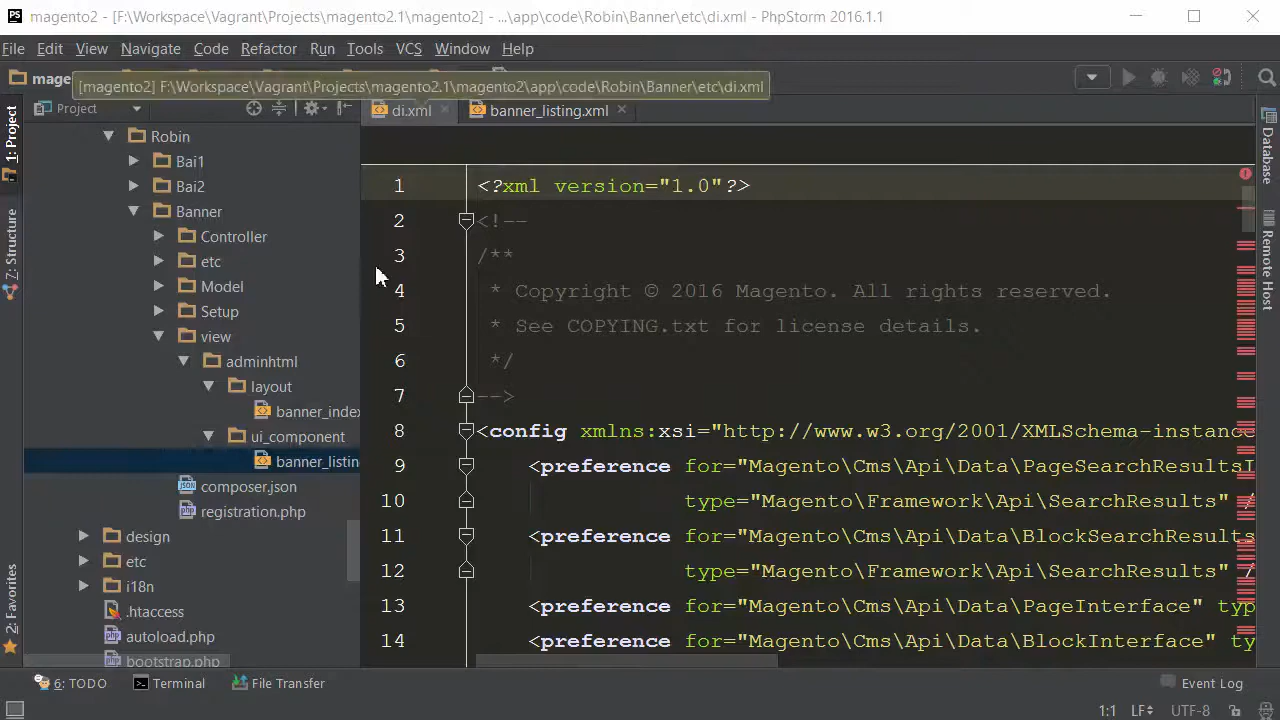 magento2 - [F:\Workspace\Vagrant\Projects\magento2.1\magento2] - ...\app\code\Robin\Banner\etc\di.xml - PhpStorm 2016.1.1
File Edit View Navigate Code Refactor Run Tools VCS Window Help
mage
[magento2] F:\Workspace\Vagrant\Projects\magento2.1\magento2\app\code\Robin\Banner\etc\di.xml
Project
di.xml
banner_listing.xml
1: Project
7: Structure
2: Favorites
Robin
Bai1
Bai2
Banner
Controller
etc
Model
Setup
view
adminhtml
layout
banner_index
ui_component
banner_listin
composer.json
registration.php
design
etc
i18n
.htaccess
autoload.php
bootstrap.php
1 <?xml version="1.0"?>
2 <!--
3 /**
4 * Copyright © 2016 Magento. All rights reserved.
5 * See COPYING.txt for license details.
6 */
7 -->
8 <config xmlns:xsi="http://www.w3.org/2001/XMLSchema-instance
9 <preference for="Magento\Cms\Api\Data\PageSearchResultsI
10 type="Magento\Framework\Api\SearchResults" /
11 <preference for="Magento\Cms\Api\Data\BlockSearchResults
12 type="Magento\Framework\Api\SearchResults" /
13 <preference for="Magento\Cms\Api\Data\PageInterface" typ
14 <preference for="Magento\Cms\Api\Data\BlockInterface" ty
Database
Remote Host
6: TODO
Terminal
File Transfer
Event Log
1:1 LF UTF-8